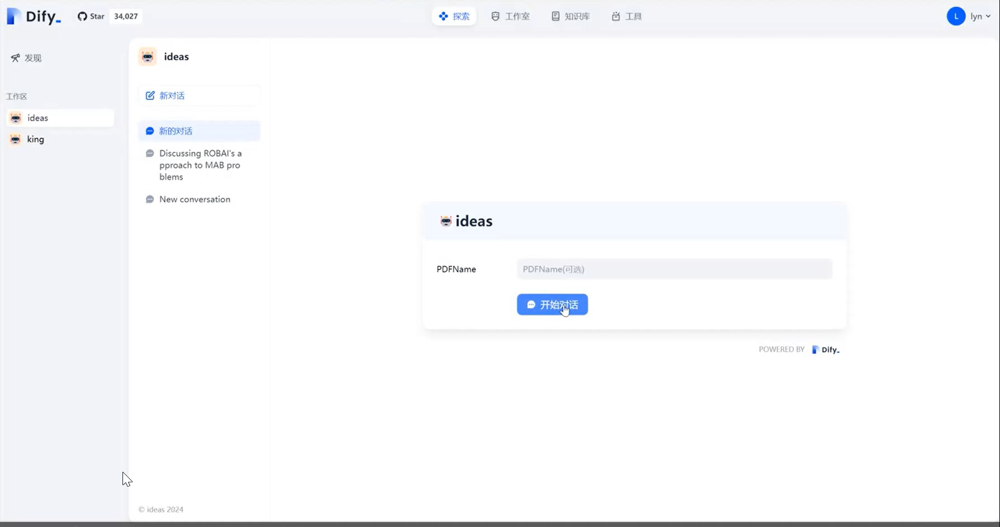 Dify_
Star 34,027
探索
工作室
知识库
工具
L
lyn
发现
工作区
ideas
king
ideas
新对话
新的对话
Discussing ROBAI's a
pproach to MAB pro
blems
New conversation
ideas
PDFName
PDFName(可选)
开始对话
POWERED BY Dify_
© ideas 2024